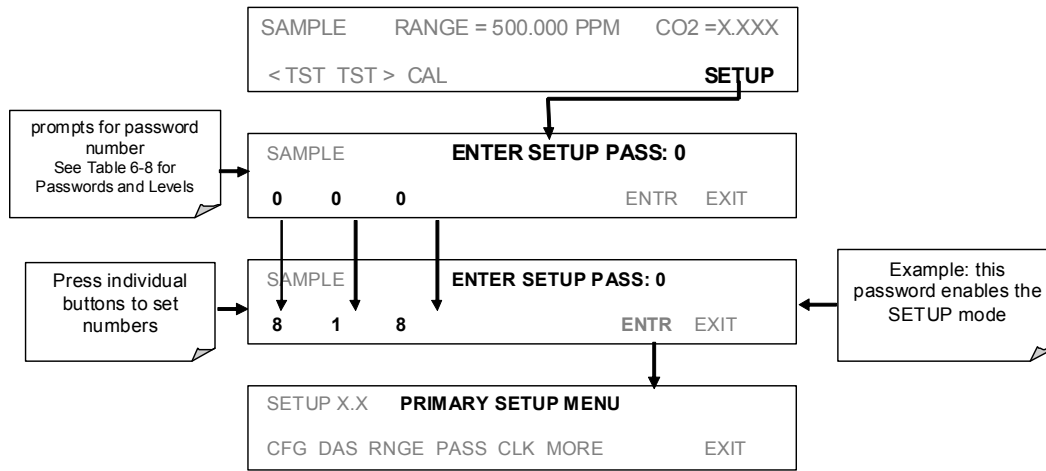 SAMPLE RANGE = 500.000 PPM CO2 =X.XXX
< TST TST > CAL SETUP
prompts for password
number
See Table 6-8 for
Passwords and Levels
SAMPLE ENTER SETUP PASS: 0
0 0 0 ENTR EXIT
Press individual
buttons to set
numbers
SAMPLE ENTER SETUP PASS: 0
8 1 8 ENTR EXIT
Example: this
password enables the
SETUP mode
SETUP X.X PRIMARY SETUP MENU
CFG DAS RNGE PASS CLK MORE EXIT